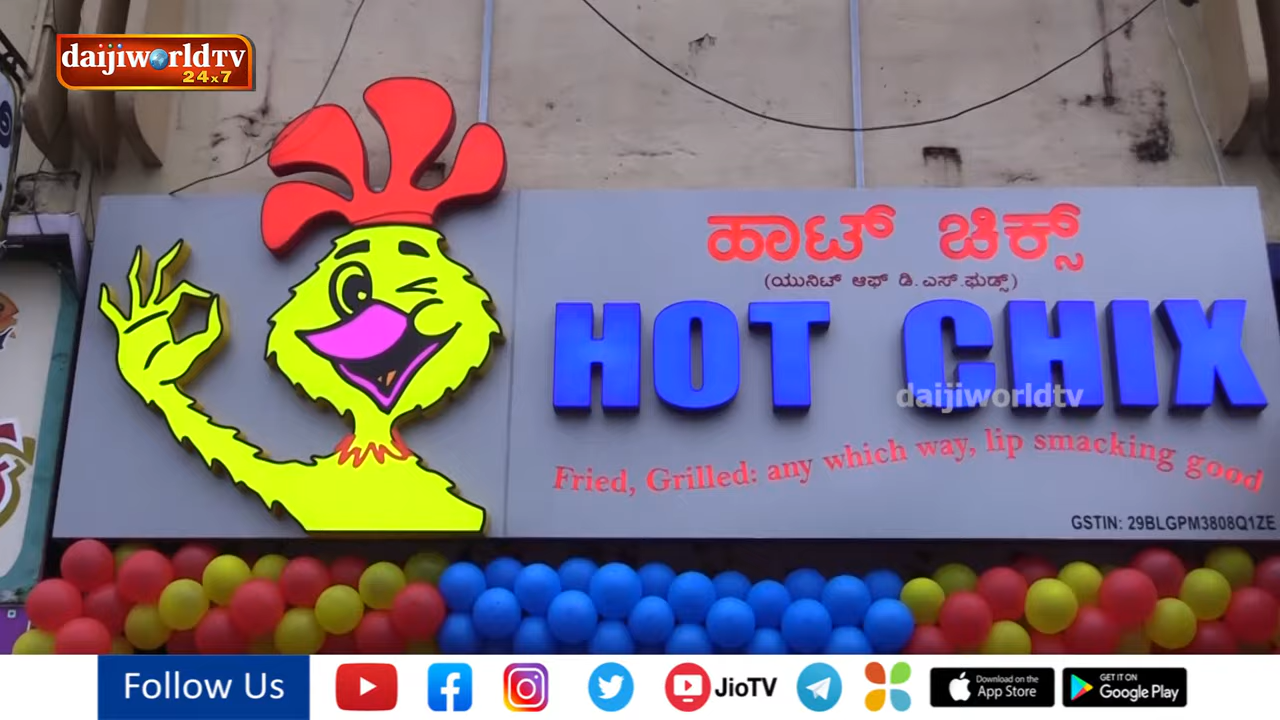 daijiworldTV
24x7
ಹಾಟ್ ಚಿಕ್ಸ್
(ಯುನಿಟ್ ಆಫ್ ಡಿ.ಎಸ್.ಫುಡ್ಸ್)
HOT CHIX
daijiworldtv
Fried, Grilled: any which way, lip smacking good
GSTIN: 29BLGPM3808Q1ZE
Follow Us
JioTV
Download on the
App Store
GET IT ON
Google Play